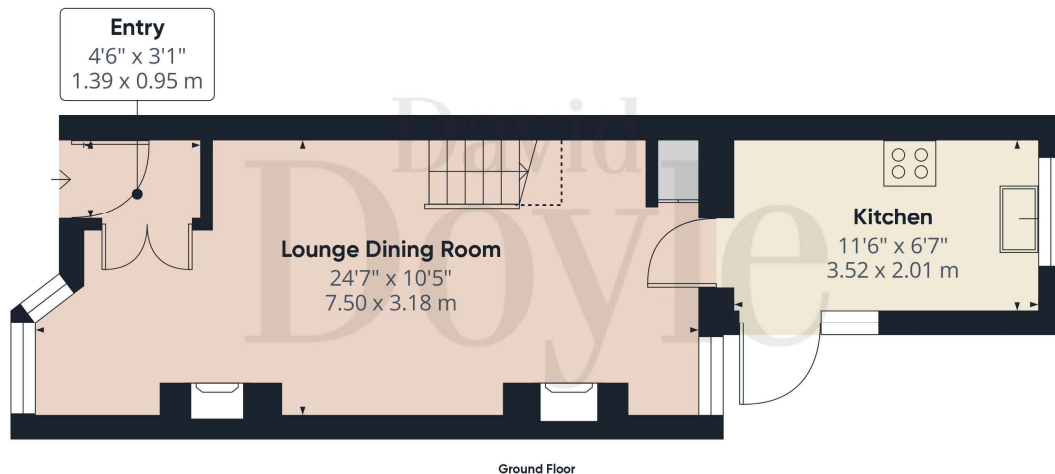 Entry
4'6" x 3'1"
1.39 x 0.95 m
David
Doyle
Lounge Dining Room
24'7" x 10'5"
7.50 x 3.18 m
Kitchen
11'6" x 6'7"
3.52 x 2.01 m
Ground Floor